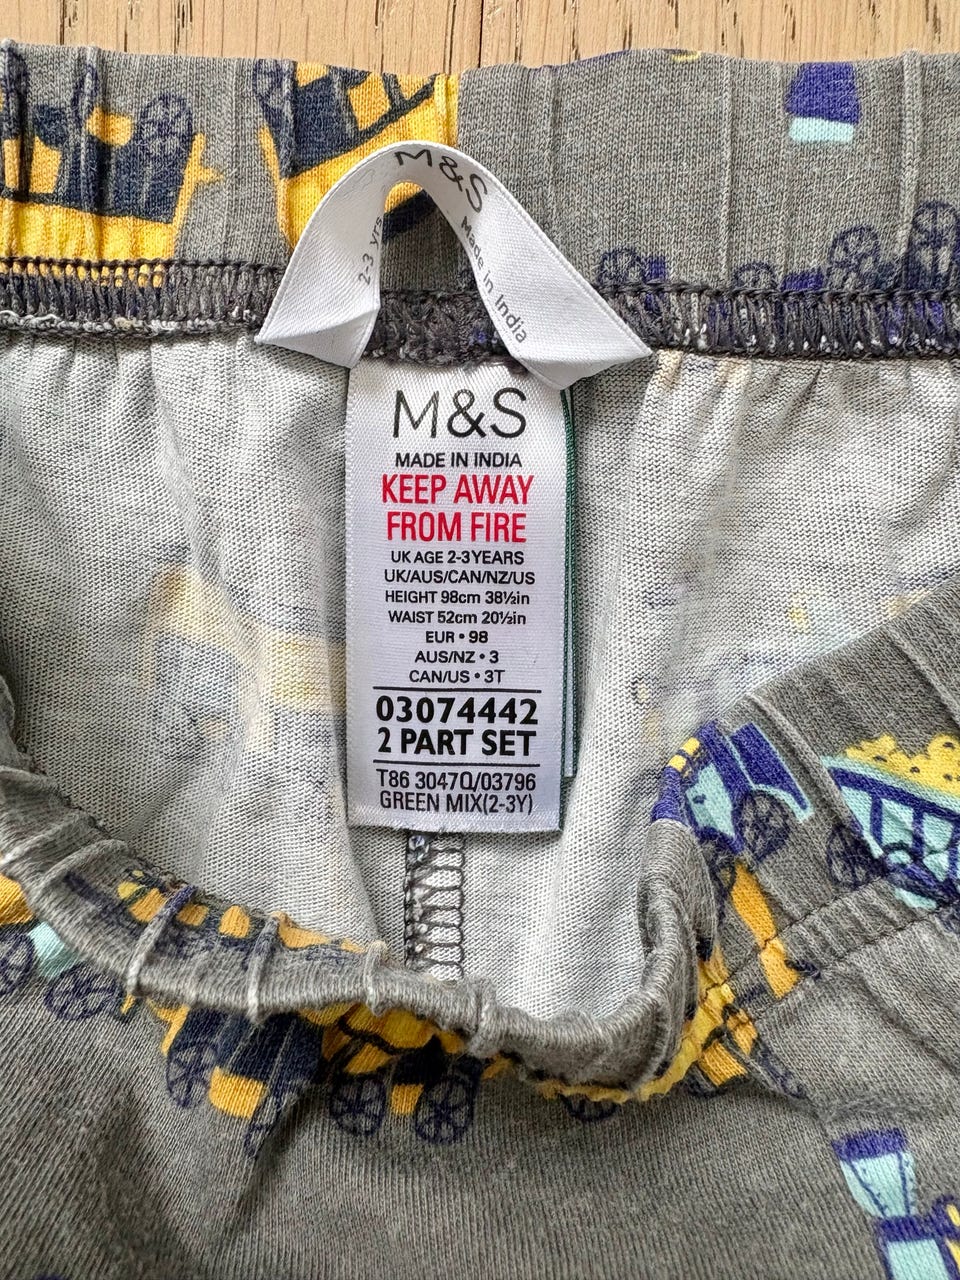 M&S
2-3 yrs
Made in India
M&S
MADE IN INDIA
KEEP AWAY
FROM FIRE
UK AGE 2-3 YEARS
UK/AUS/CAN/NZ/US
HEIGHT 98cm 38½in
WAIST 52cm 20½in
EUR • 98
AUS/NZ • 3
CAN/US • 3T
03074442
2 PART SET
T86 3047Q/03796
GREEN MIX(2-3Y)